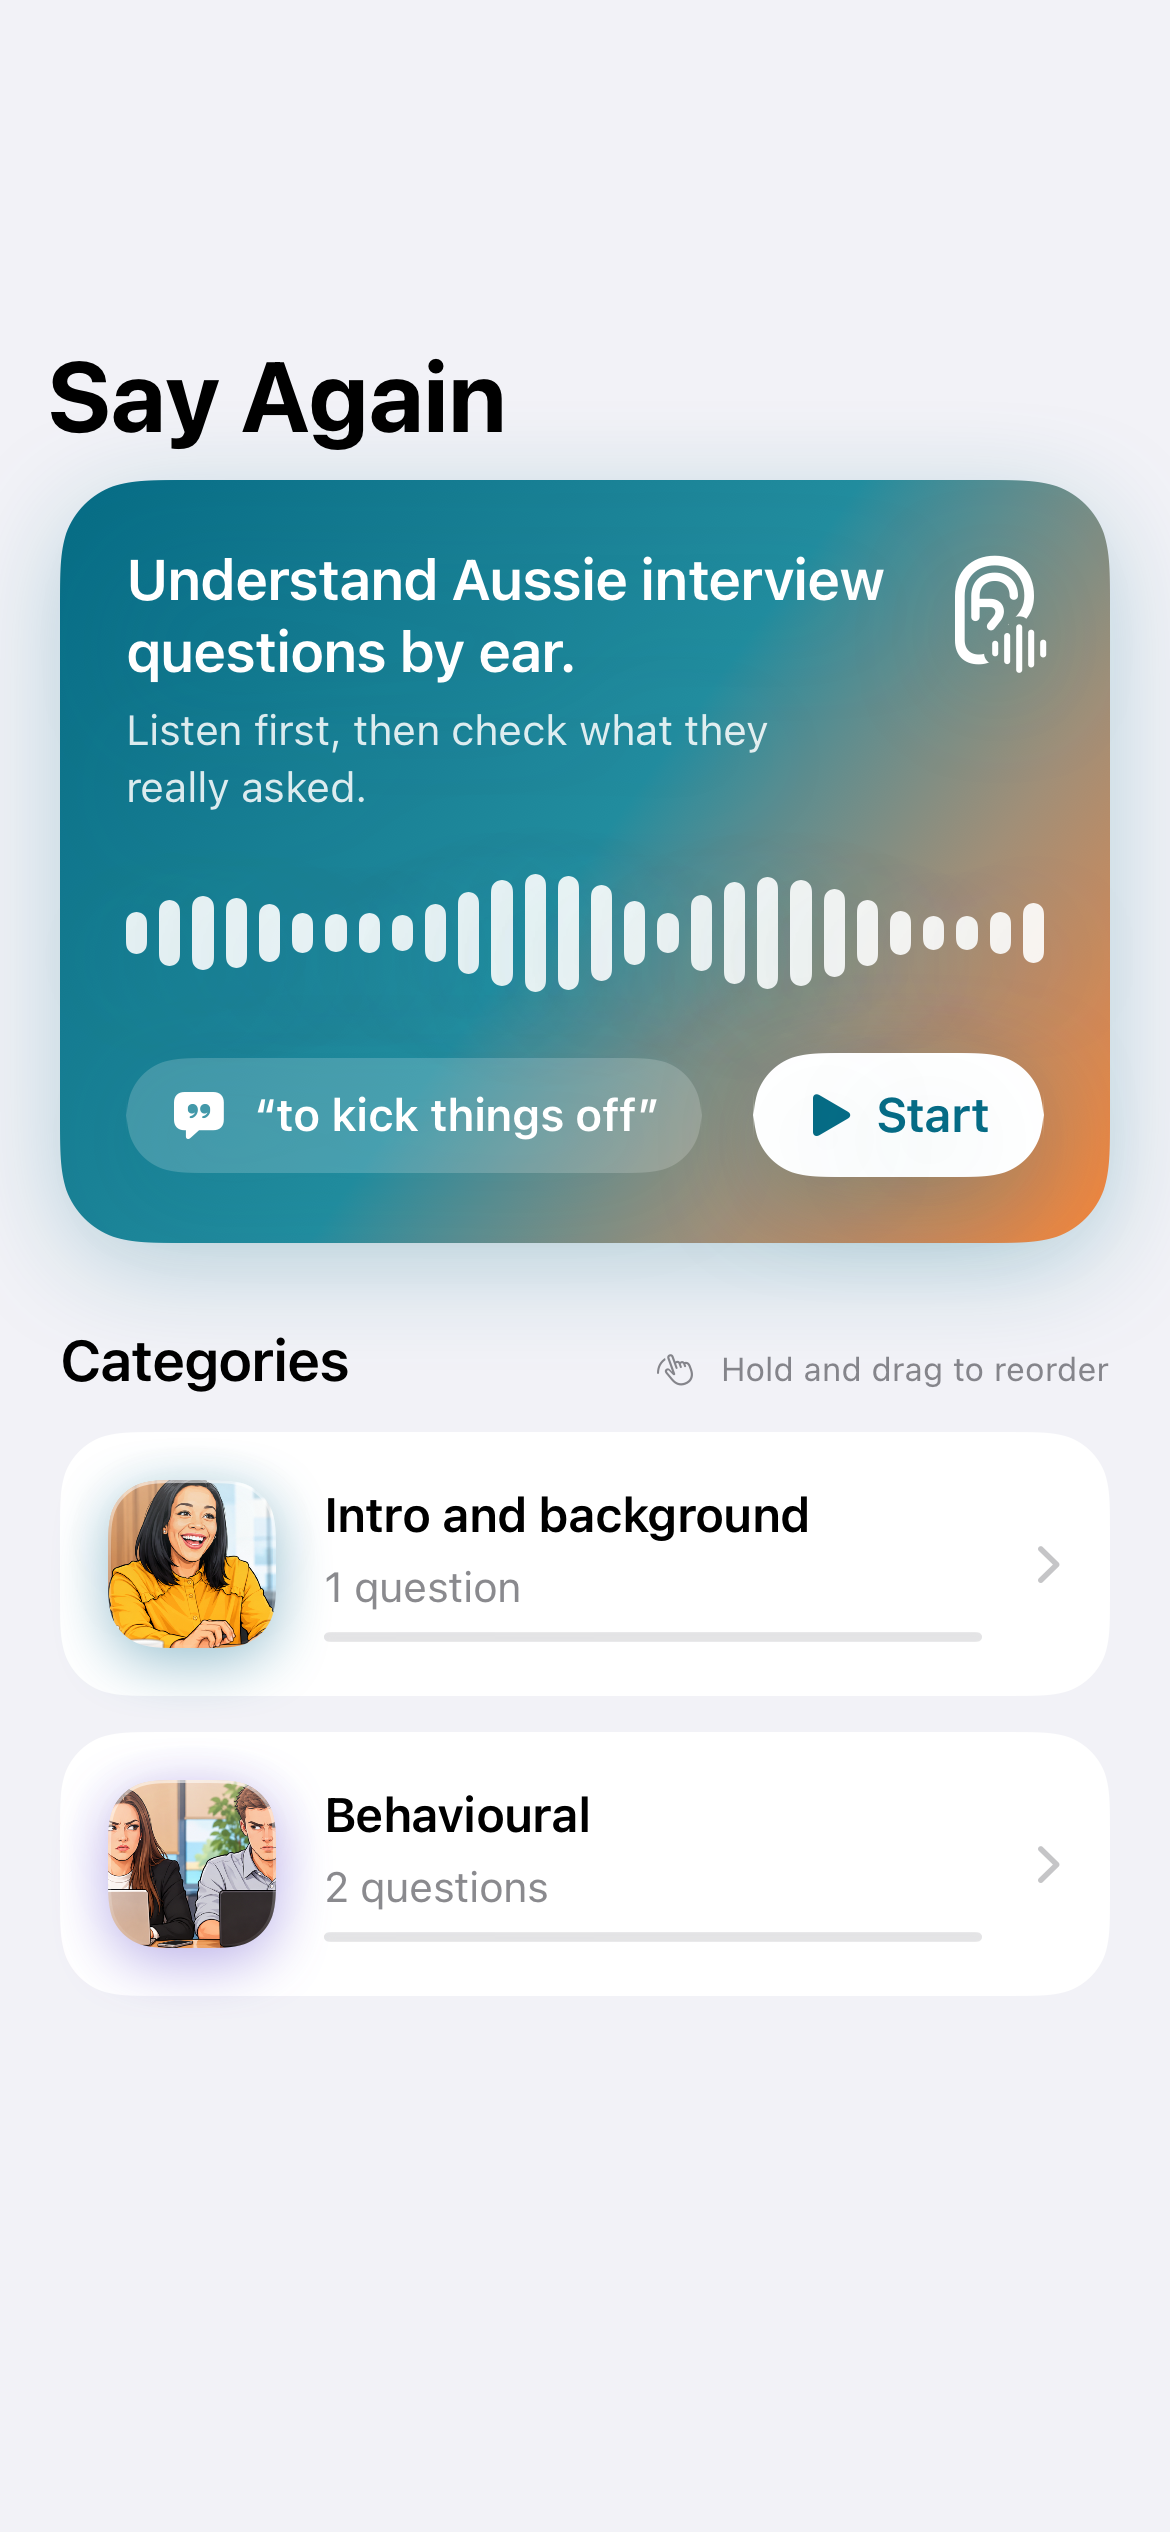 Say Again
Understand Aussie interview
questions by ear.
Listen first, then check what they
really asked.
“to kick things off”
Start
Categories
Hold and drag to reorder
Intro and background
1 question
Behavioural
2 questions